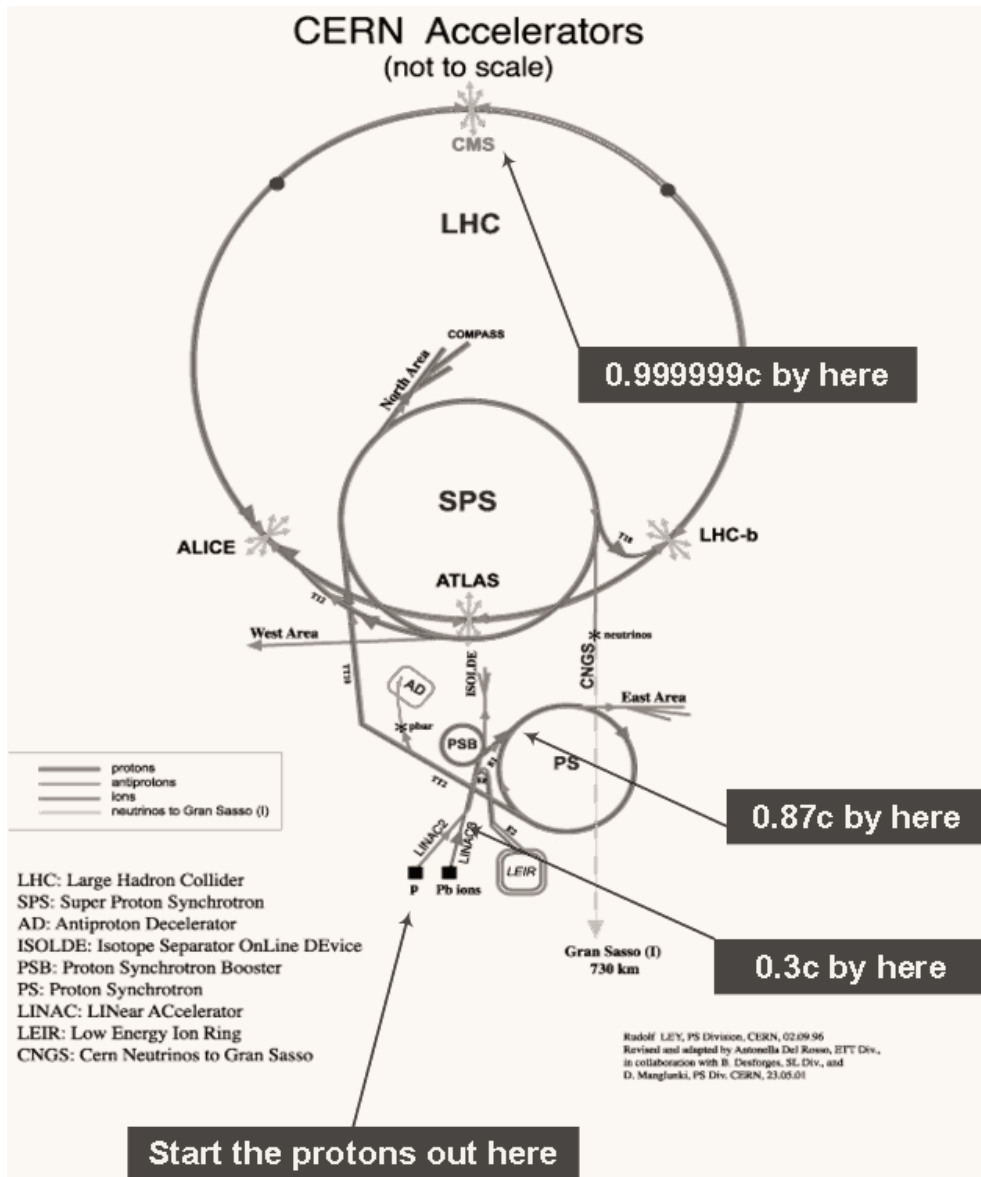 CERN Accelerators
(not to scale)
CMS
LHC
COMPASS
North Area
0.999999c by here
SPS
TT8
ALICE
LHC-b
ATLAS
TT2
West Area
neutrinos
ISOLDE
CNGS
TT10
AD
East Area
pbar
PSB
PS
protons
antiprotons
ions
neutrinos to Gran Sasso (I)
TT2
0.87c by here
LINAC2
LINAC3
E2
LEIR
p
Pb ions
LHC: Large Hadron Collider
SPS: Super Proton Synchrotron
AD: Antiproton Decelerator
ISOLDE: Isotope Separator OnLine DEvice
PSB: Proton Synchrotron Booster
PS: Proton Synchrotron
LINAC: LINear ACcelerator
LEIR: Low Energy Ion Ring
CNGS: Cern Neutrinos to Gran Sasso
Gran Sasso (I)
730 km
0.3c by here
Rudolf LEY, PS Division, CERN, 02.09.96
Revised and adapted by Antonella Del Rosso, ETT Div.,
in collaboration with B. Desforges, SL Div., and
D. Manglunki, PS Div. CERN, 23.05.01
Start the protons out here